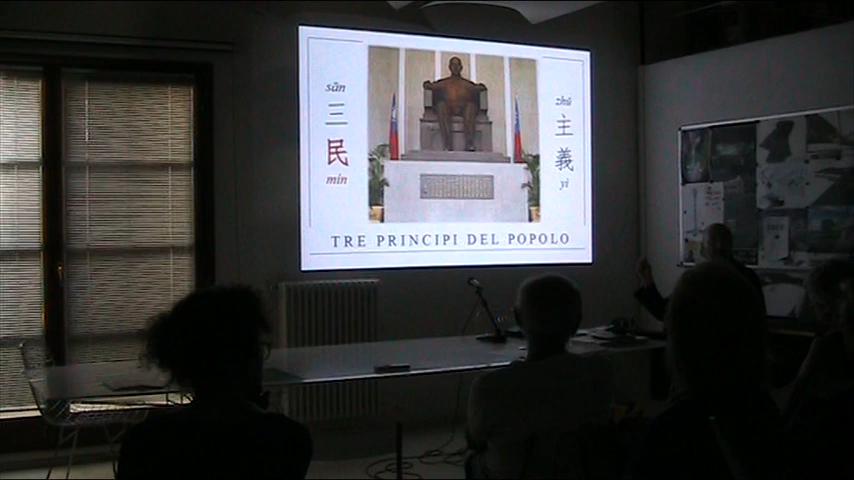 sān
三
民
mín
zhǔ
主
義
yì
TRE PRINCIPI DEL POPOLO